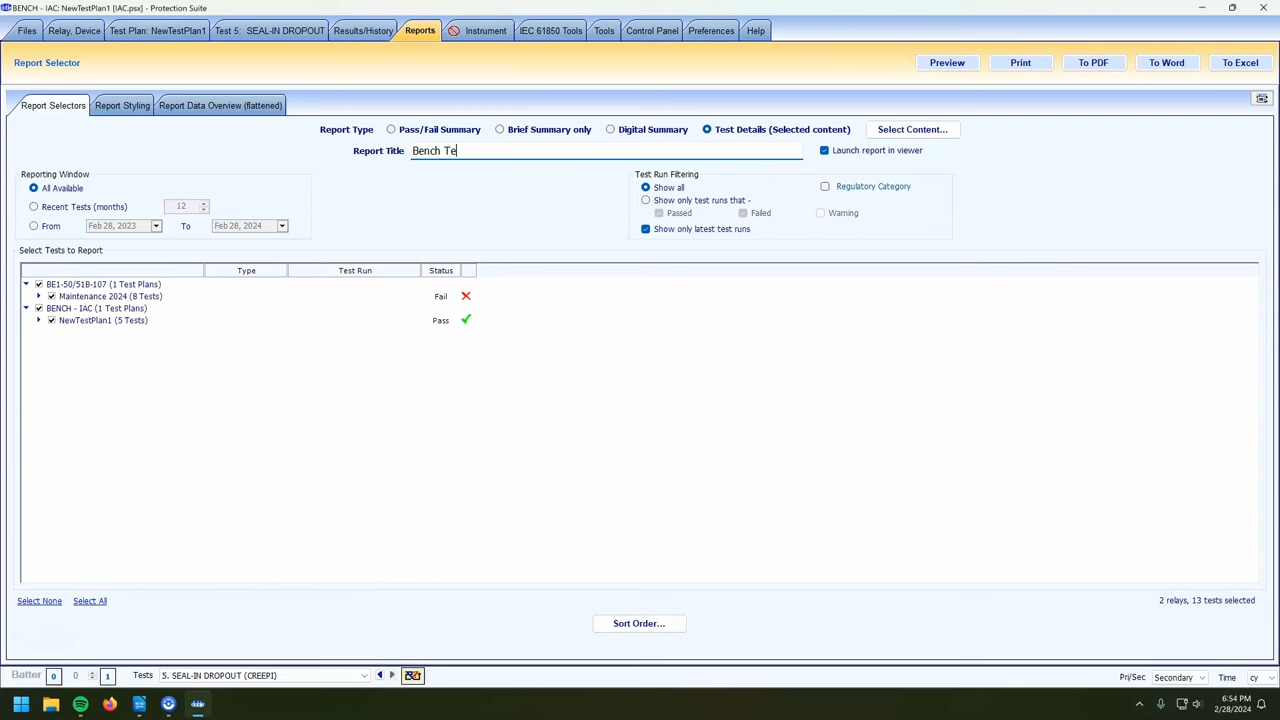 BENCH - IAC: NewTestPlan1 [IAC.psx] - Protection Suite
Files Relay, Device Test Plan: NewTestPlan1 Test 5: SEAL-IN DROPOUT Results/History Reports Instrument IEC 61850 Tools Tools Control Panel Preferences Help
Report Selector Preview Print To PDF To Word To Excel
Report Selectors Report Styling Report Data Overview (flattened)
Report Type Pass/Fail Summary Brief Summary only Digital Summary Test Details (Selected content) Select Content...
Report Title Bench Te Launch report in viewer
Reporting Window Test Run Filtering
All Available Show all Regulatory Category
Recent Tests (months) 12 Show only test runs that -
Passed Failed Warning
From Feb 28, 2023 To Feb 28, 2024 Show only latest test runs
Select Tests to Report
Type Test Run Status
BE1-50/51B-107 (1 Test Plans)
Maintenance 2024 (8 Tests) Fail
BENCH - IAC (1 Test Plans)
NewTestPlan1 (5 Tests) Pass
Select None Select All 2 relays, 13 tests selected
Sort Order...
Batter 0 0 1 Tests 5. SEAL-IN DROPOUT (CREEPI) Pri/Sec Secondary Time cy
6:54 PM
2/28/2024